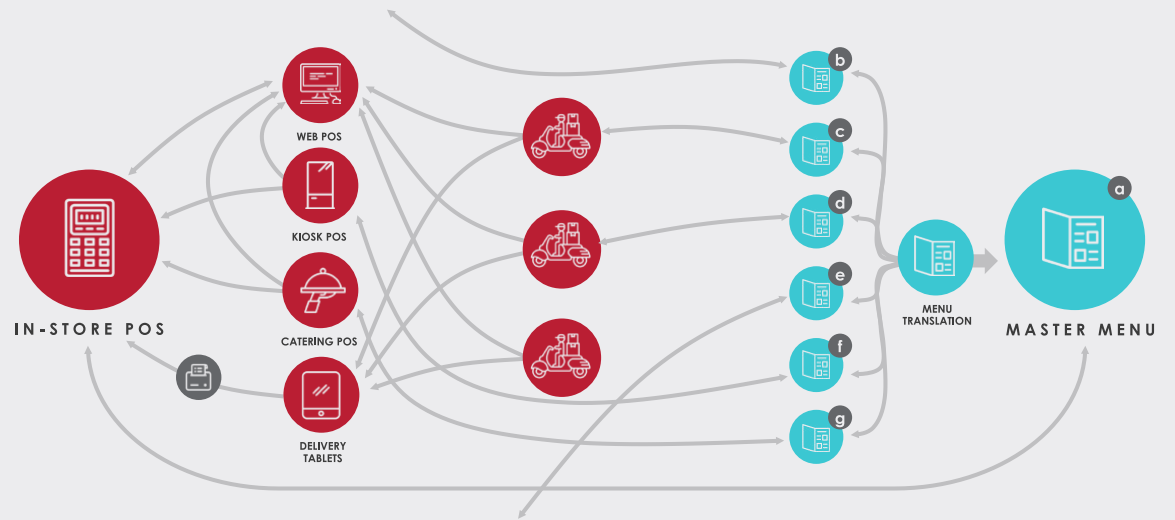 b
a
c
WEB POS
d
KIOSK POS
e
MENU
TRANSLATION
IN-STORE POS
MASTER MENU
CATERING POS
f
g
DELIVERY
TABLETS